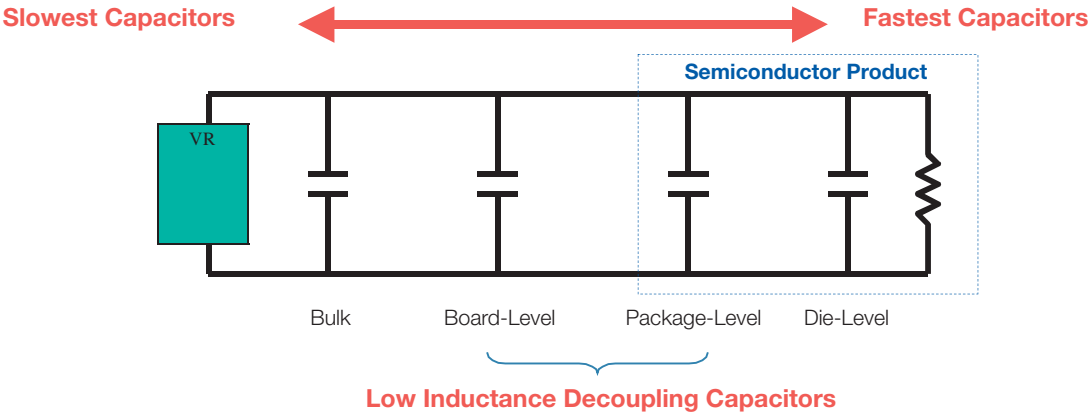 Slowest Capacitors
Fastest Capacitors
Semiconductor Product
VR
Bulk
Board-Level
Package-Level
Die-Level
Low Inductance Decoupling Capacitors